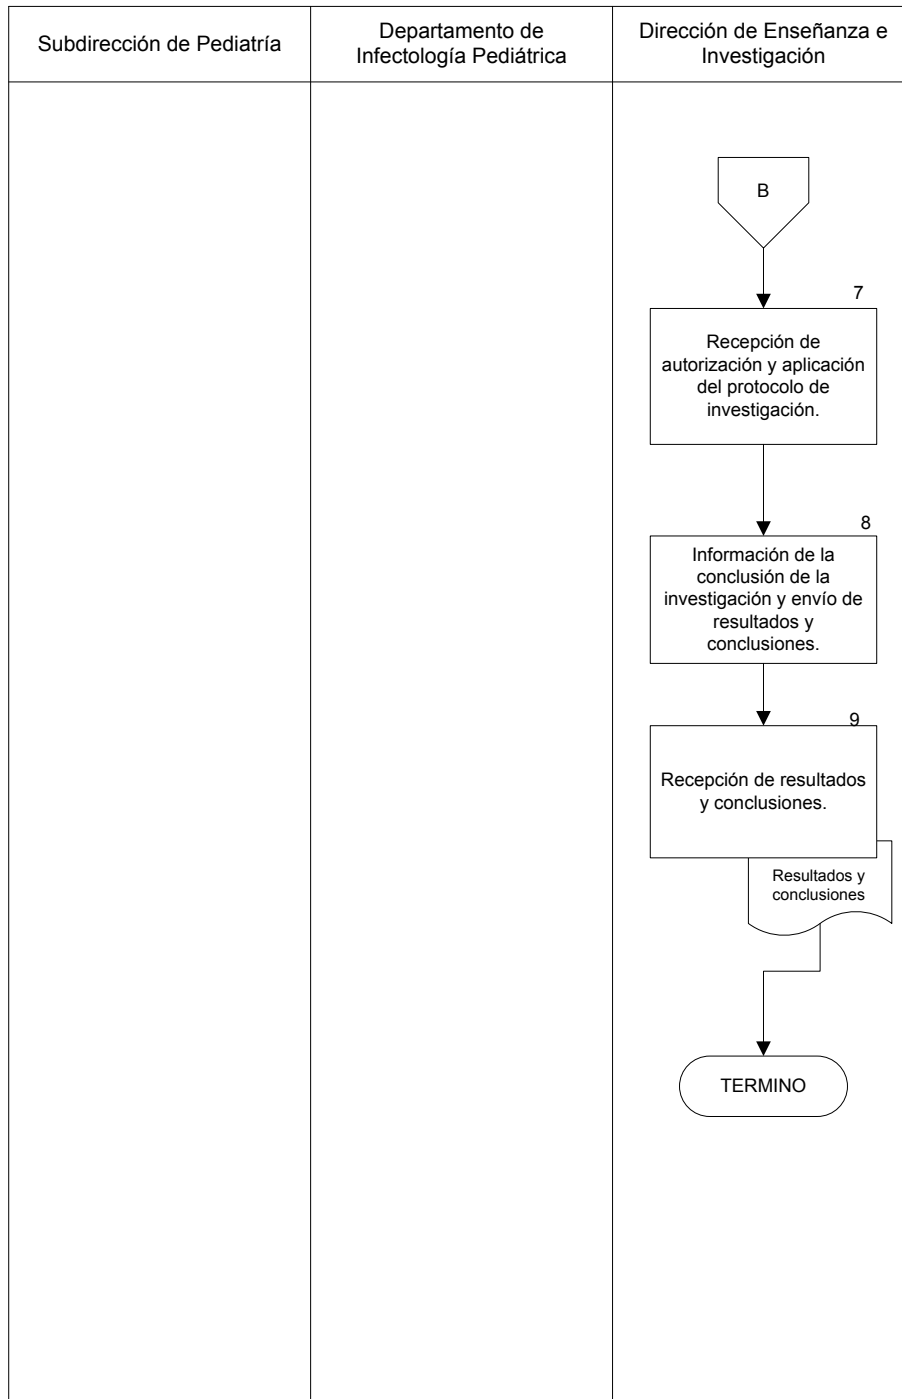 Subdirección de Pediatría
Departamento de
Infectología Pediátrica
Dirección de Enseñanza e
Investigación
B
7
Recepción de
autorización y aplicación
del protocolo de
investigación.
8
Información de la
conclusión de la
investigación y envío de
resultados y
conclusiones.
9
Recepción de resultados
y conclusiones.
Resultados y
conclusiones
TERMINO